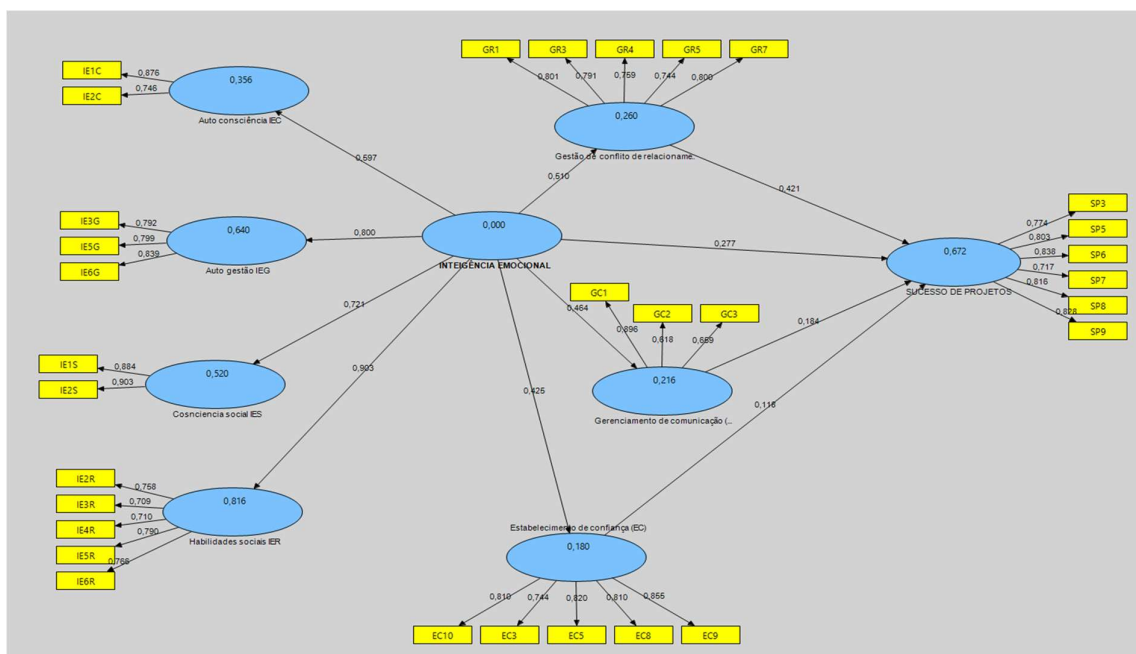 GR1
GR3
GR4
GR5
GR7
0,801
0,791
0,759
0,744
0,800
0,260
Gestão de conflito de relacioname..
IE1C
IE2C
0,876
0,746
0,356
Auto consciência IEC
0,597
0,510
0,421
IE3G
IE5G
IE6G
0,792
0,799
0,839
0,640
Auto gestão IEG
0,800
0,000
INTEIGÊNCIA EMOCIONAL
0,277
0,672
SUCESSO DE PROJETOS
0,774
0,803
0,838
0,717
0,816
0,828
SP3
SP5
SP6
SP7
SP8
SP9
0,721
0,464
GC1
GC2
GC3
0,896
0,618
0,659
0,184
0,216
Gerenciamento de comunicação (..
IE1S
IE2S
0,884
0,903
0,520
Cosnciencia social IES
0,903
0,425
IE2R
IE3R
IE4R
IE5R
IE6R
0,758
0,709
0,710
0,790
0,766
0,816
Habilidades sociais IER
Estabelecimento de confiança (EC)
0,180
0,810
0,744
0,820
0,810
0,855
EC10
EC3
EC5
EC8
EC9